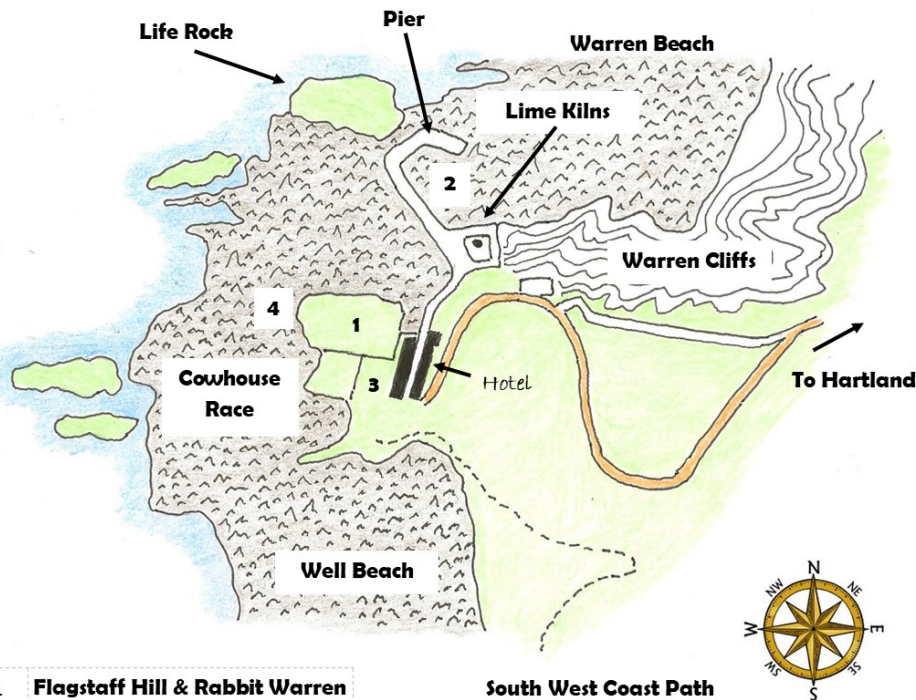 Life Rock
Pier
Warren Beach
Lime Kilns
2
Warren Cliffs
4
1
Cowhouse
Race
3
Hotel
To Hartland
Well Beach
N
NW
NE
W
E
SW
SE
S
Flagstaff Hill & Rabbit Warren
South West Coast Path